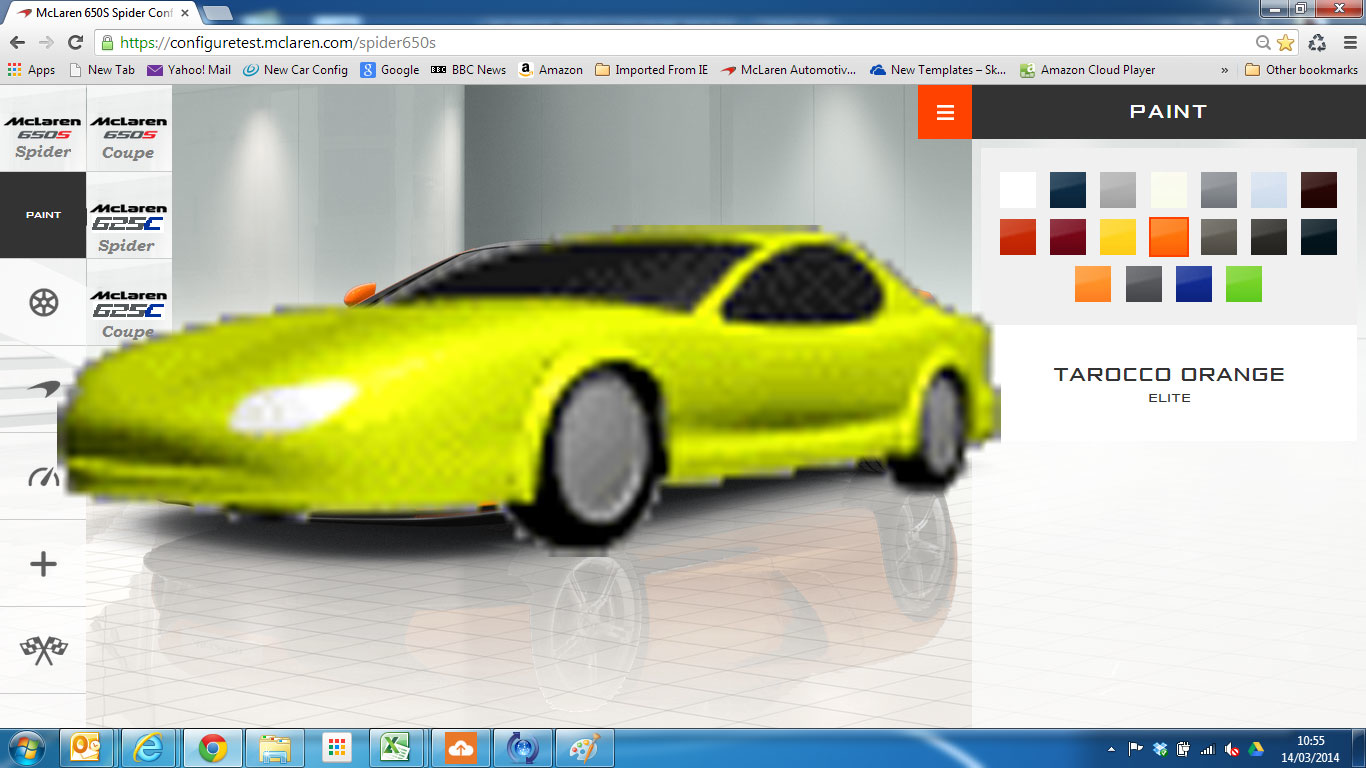 McLaren 650S Spider Conf
https://configuretest.mclaren.com/spider650s
Apps
New Tab
Yahoo! Mail
New Car Config
Google
BBC News
Amazon
Imported From IE
McLaren Automotiv...
New Templates – Sk...
Amazon Cloud Player
»
Other bookmarks
McLaren
650S
Spider
McLaren
650S
Coupe
PAINT
PAINT
McLaren
625C
Spider
McLaren
625C
Coupe
TAROCCO ORANGE
ELITE
10:55
14/03/2014